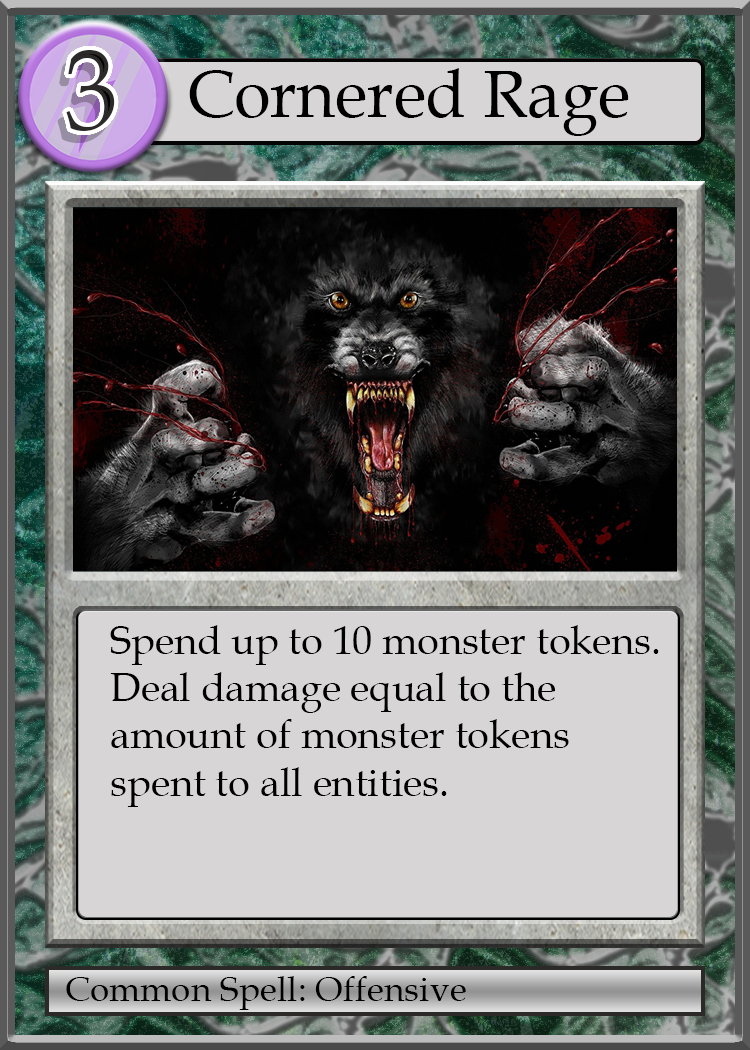 3
Cornered Rage
Spend up to 10 monster tokens.
Deal damage equal to the
amount of monster tokens
spent to all entities.
Common Spell: Offensive